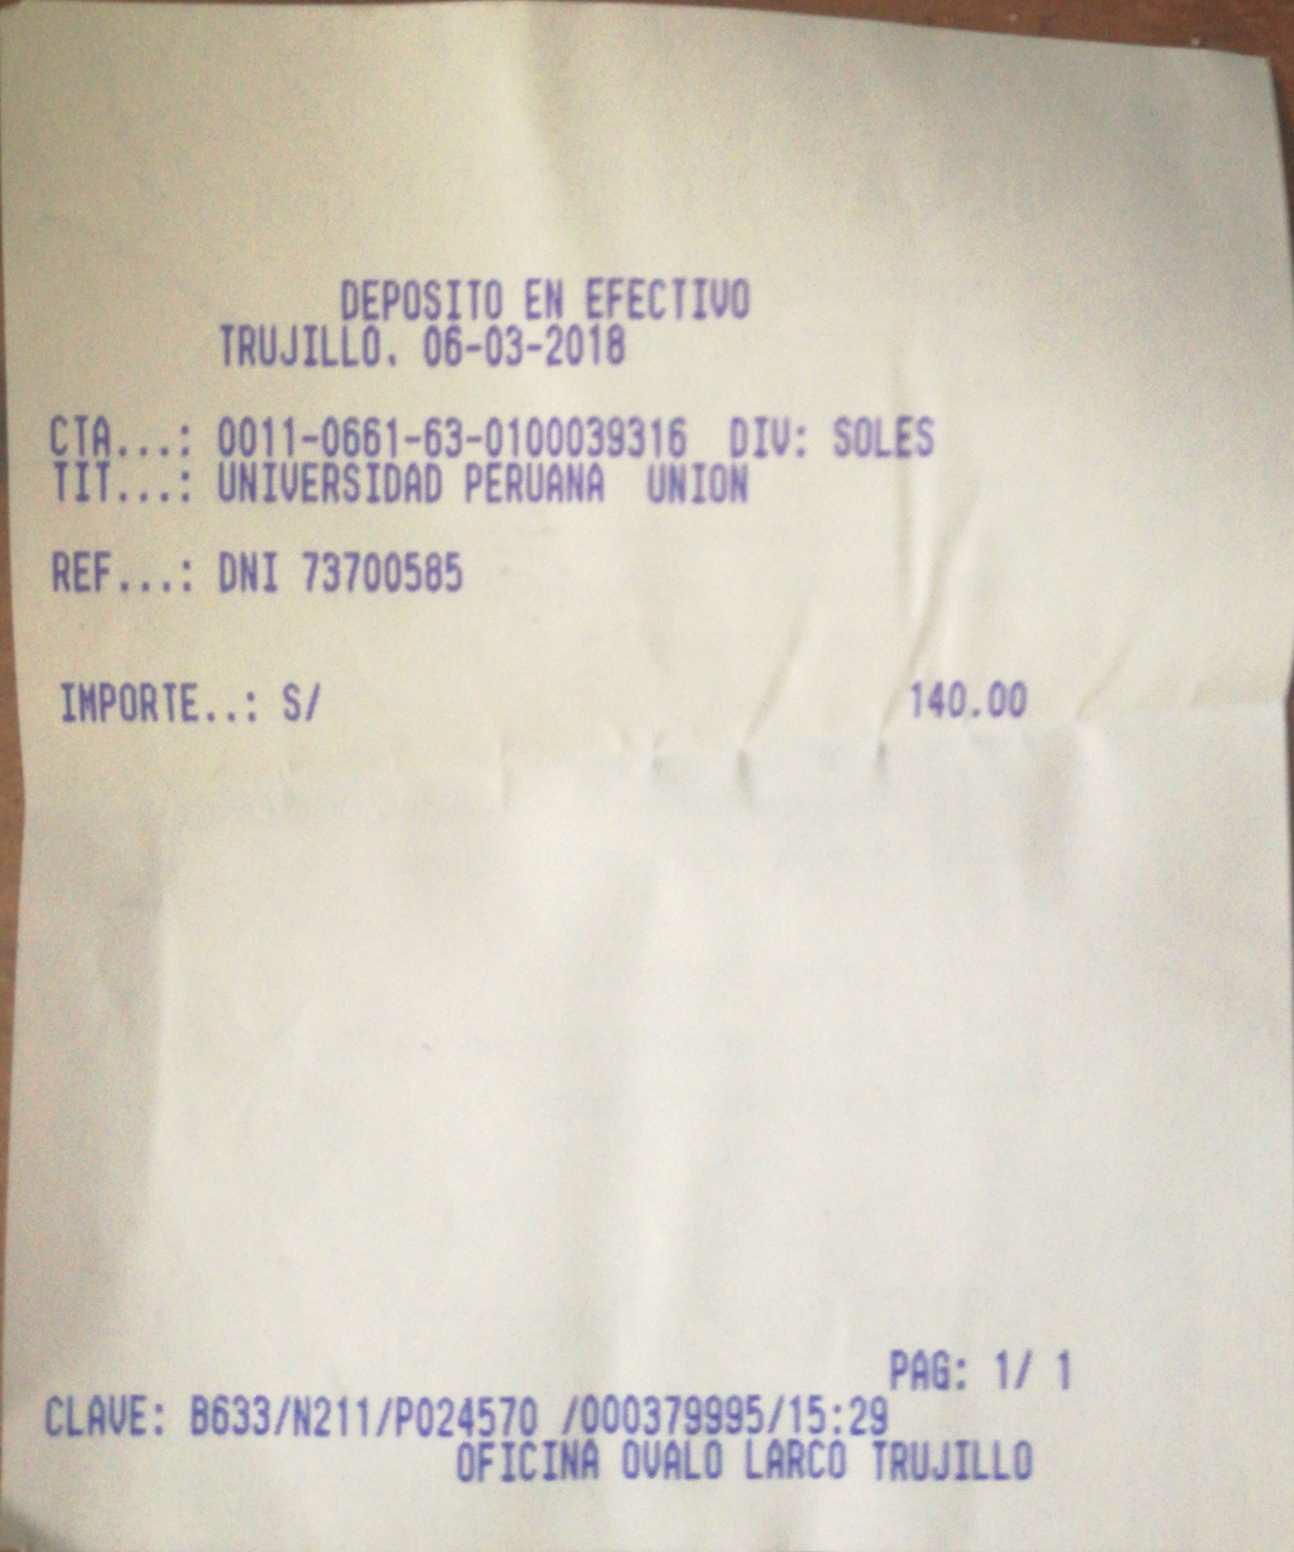 DEPOSITO EN EFECTIVO
TRUJILLO. 06-03-2018
CTA...: 0011-0661-63-0100039316 DIV: SOLES
TIT...: UNIVERSIDAD PERUANA UNION
REF...: DNI 73700585
IMPORTE..: S/ 140.00
PAG: 1/ 1
CLAVE: B633/N211/P024570 /000379995/15:29
OFICINA OVALO LARCO TRUJILLO